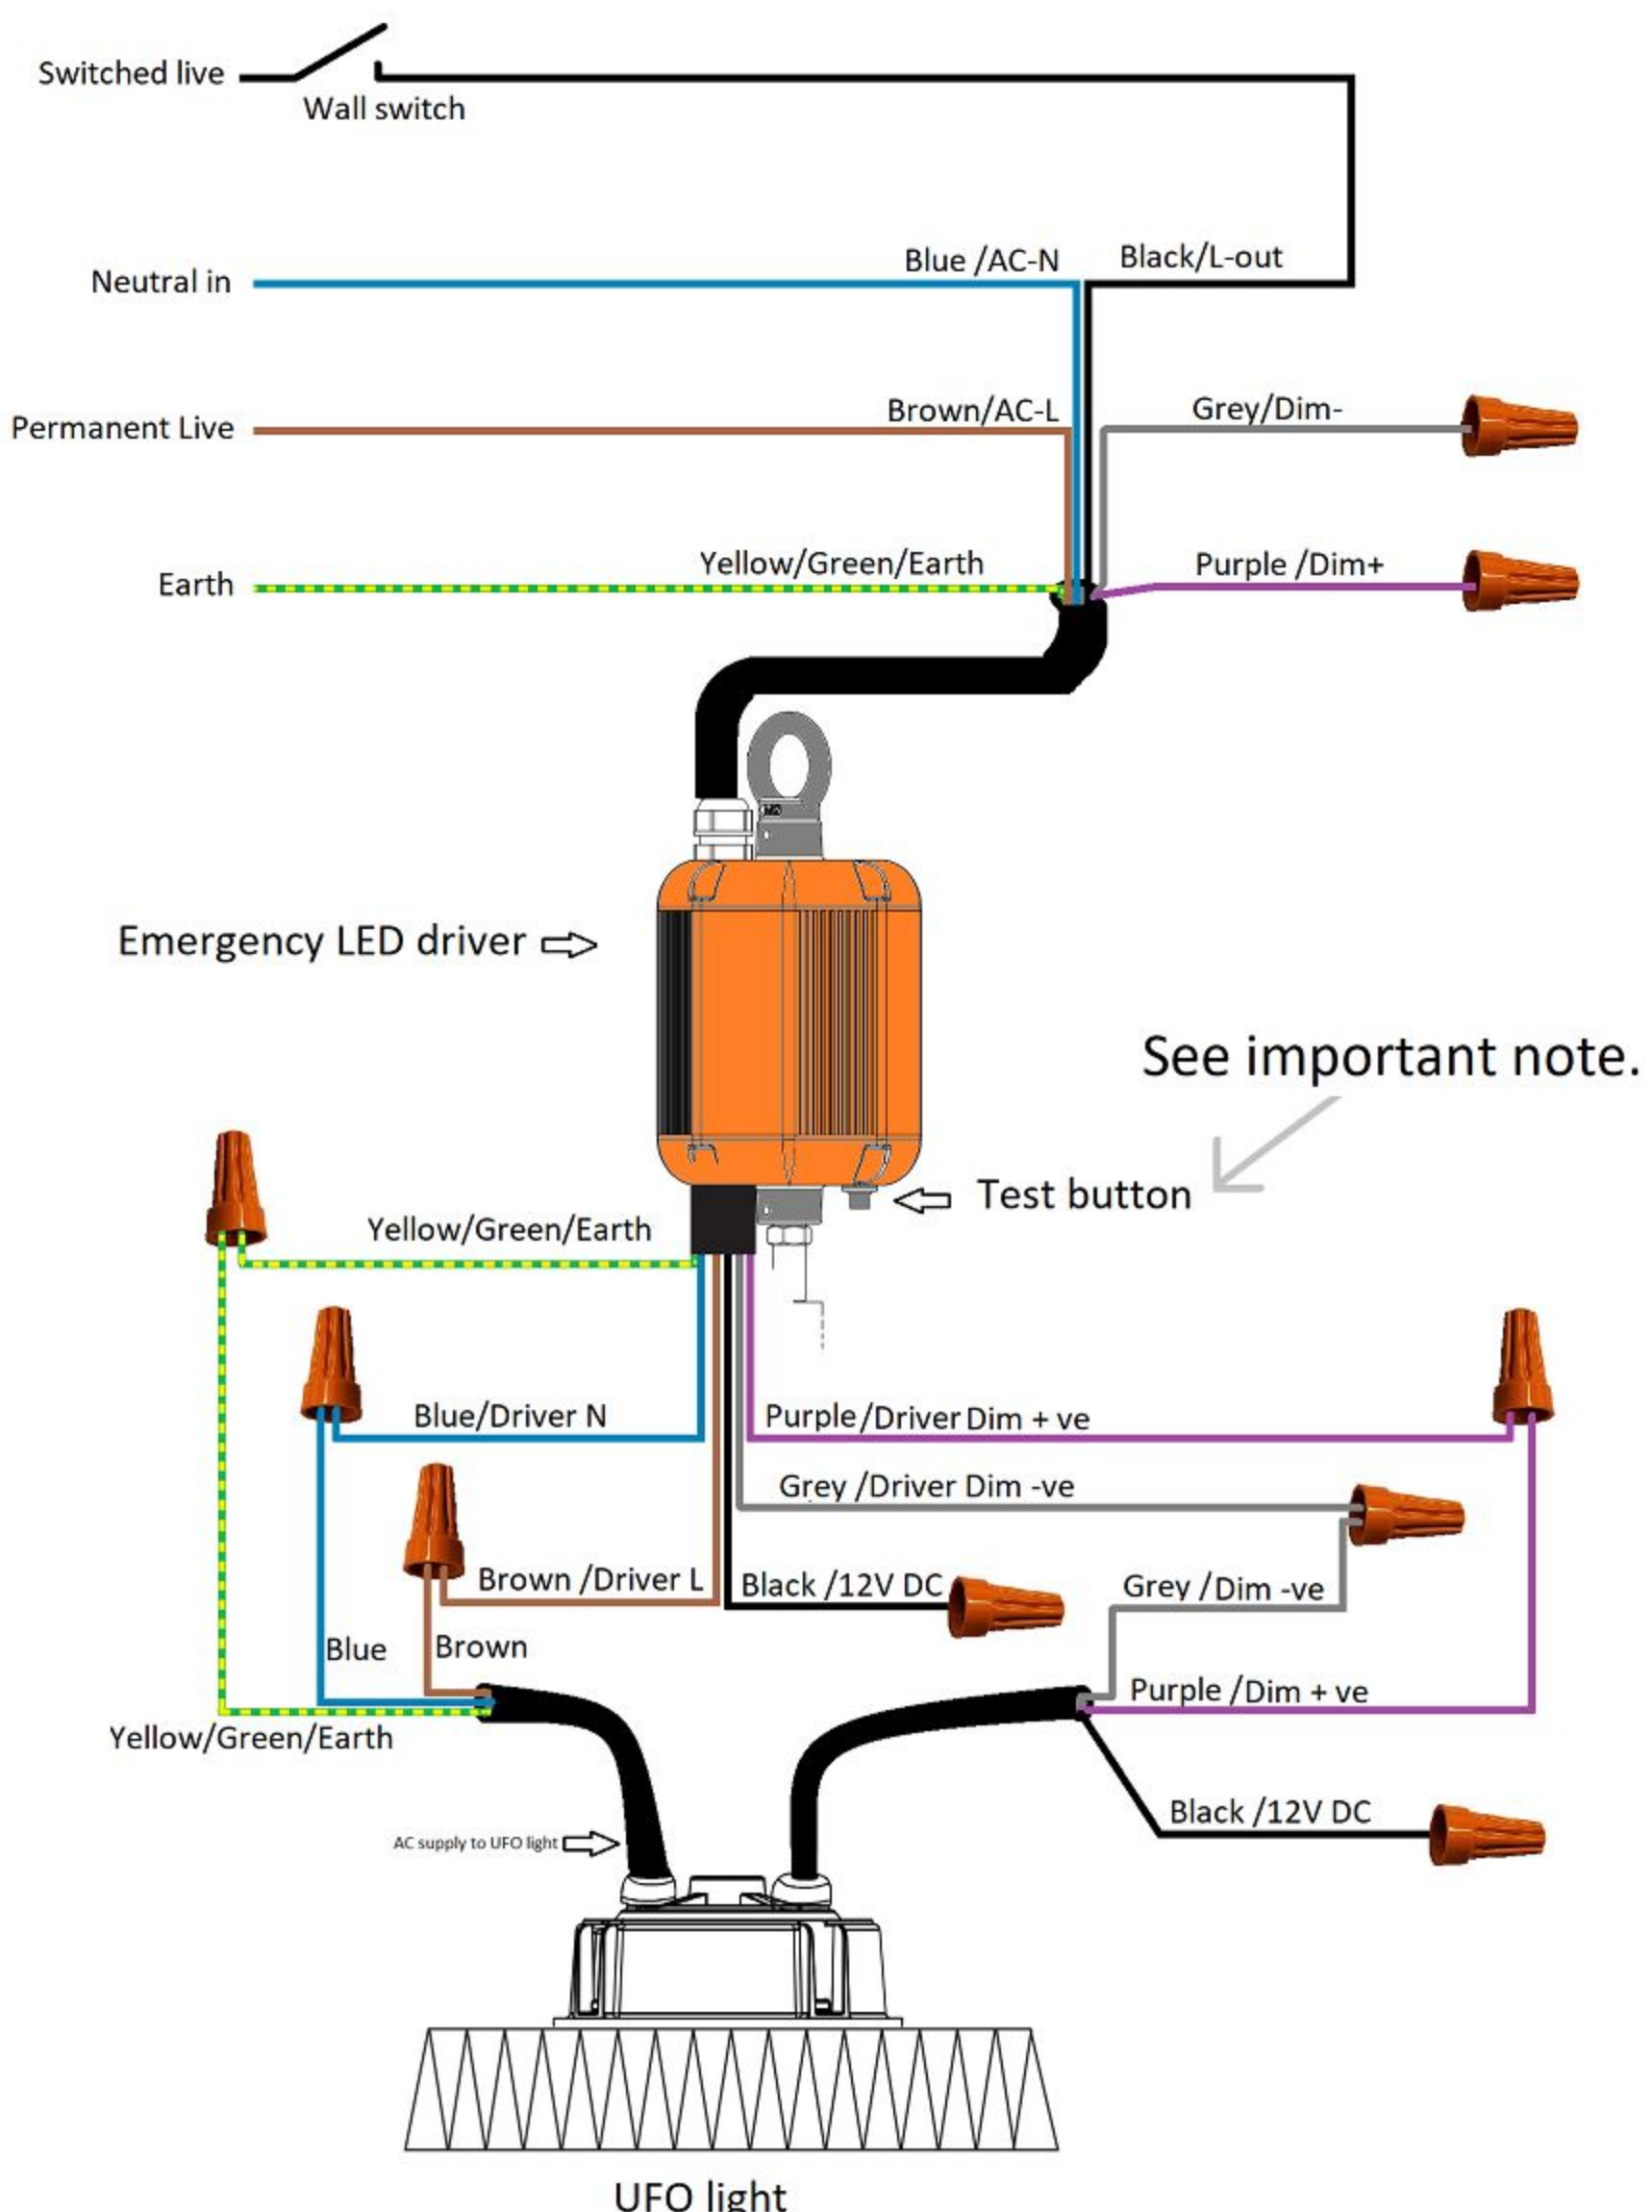 Switched live
Wall switch
Neutral in
Blue /AC-N
Black/L-out
Permanent Live
Brown/AC-L
Grey/Dim-
Earth
Yellow/Green/Earth
Purple /Dim+
Emergency LED driver
See important note.
Test button
Yellow/Green/Earth
Blue/Driver N
Purple/Driver Dim + ve
Grey /Driver Dim -ve
Brown /Driver L
Black /12V DC
Grey /Dim -ve
Blue
Brown
Purple /Dim + ve
Yellow/Green/Earth
Black /12V DC
AC supply to UFO light
UFO light